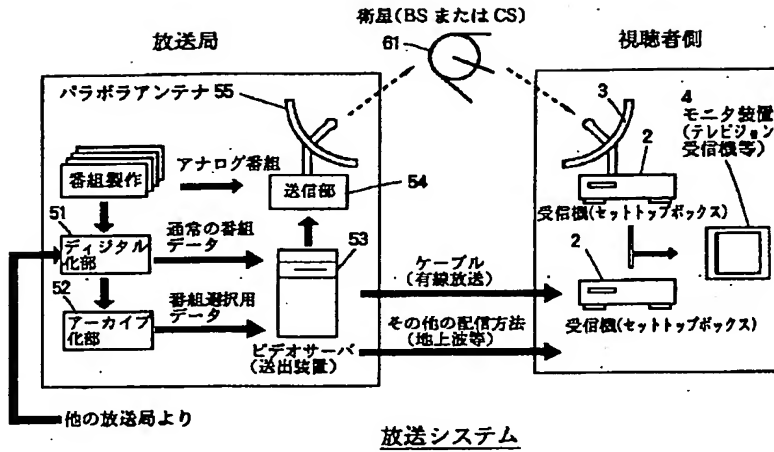 衛星(BS または CS)
61
放送局
視聴者側
パラボラアンテナ 55
3
4
モニタ装置
(テレビジョン
受信機等)
番組製作
アナログ番組
送信部
54
2
受信機(セットトップボックス)
51
ディジタル
化部
通常の番組
データ
53
52
アーカイブ
化部
番組選択用
データ
ケーブル
(有線放送)
2
受信機(セットトップボックス)
ビデオサーバ
(送出装置)
その他の配信方法
(地上波等)
他の放送局より
放送システム